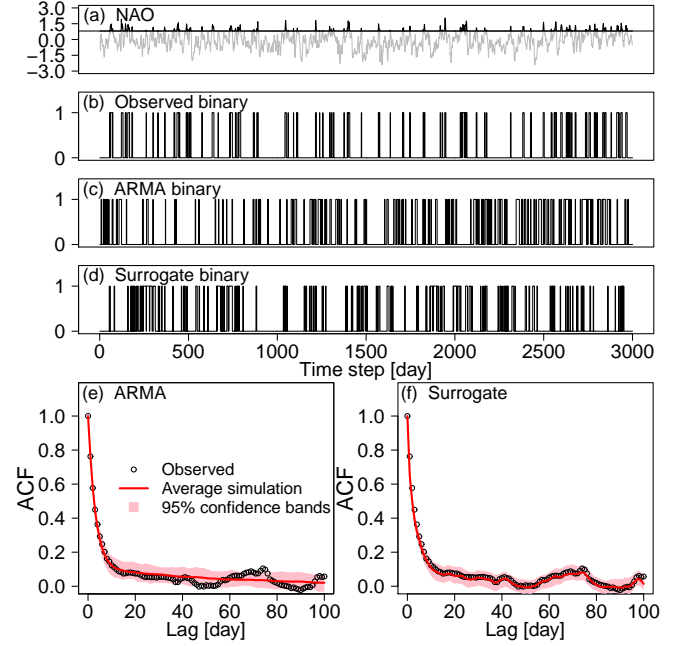 (a) NAO
3.0
1.5
0.0
−1.5
−3.0
(b) Observed binary
1
0
(c) ARMA binary
1
0
(d) Surrogate binary
1
0
0 500 1000 1500 2000 2500 3000
Time step [day]
(e) ARMA
1.0
0.8
0.6
0.4
0.2
0.0
ACF
Observed
Average simulation
95% confidence bands
0 20 40 60 80 100
Lag [day]
(f) Surrogate
1.0
0.8
0.6
0.4
0.2
0.0
ACF
0 20 40 60 80 100
Lag [day]